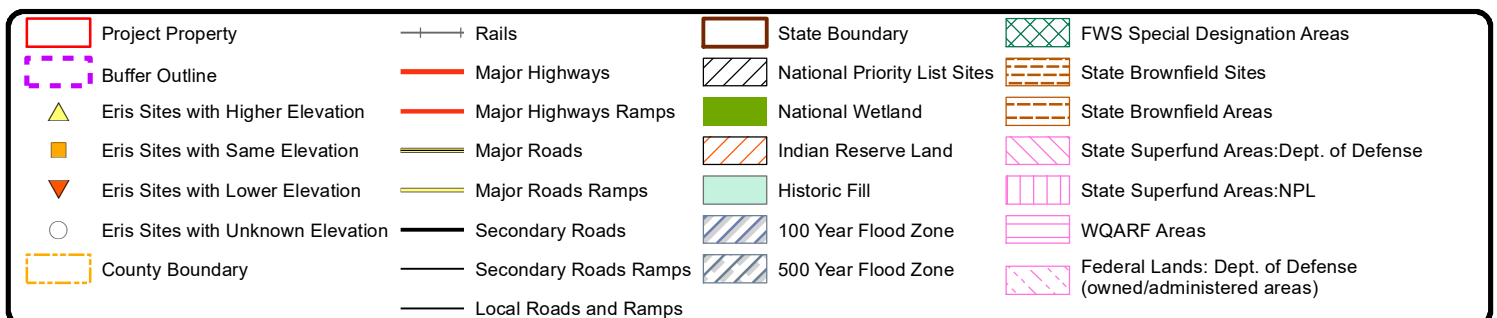 Project Property
Buffer Outline
Eris Sites with Higher Elevation
Eris Sites with Same Elevation
Eris Sites with Lower Elevation
Eris Sites with Unknown Elevation
County Boundary
Rails
Major Highways
Major Highways Ramps
Major Roads
Major Roads Ramps
Secondary Roads
Secondary Roads Ramps
Local Roads and Ramps
State Boundary
National Priority List Sites
National Wetland
Indian Reserve Land
Historic Fill
100 Year Flood Zone
500 Year Flood Zone
FWS Special Designation Areas
State Brownfield Sites
State Brownfield Areas
State Superfund Areas:Dept. of Defense
State Superfund Areas:NPL
WQARF Areas
Federal Lands: Dept. of Defense
(owned/administered areas)